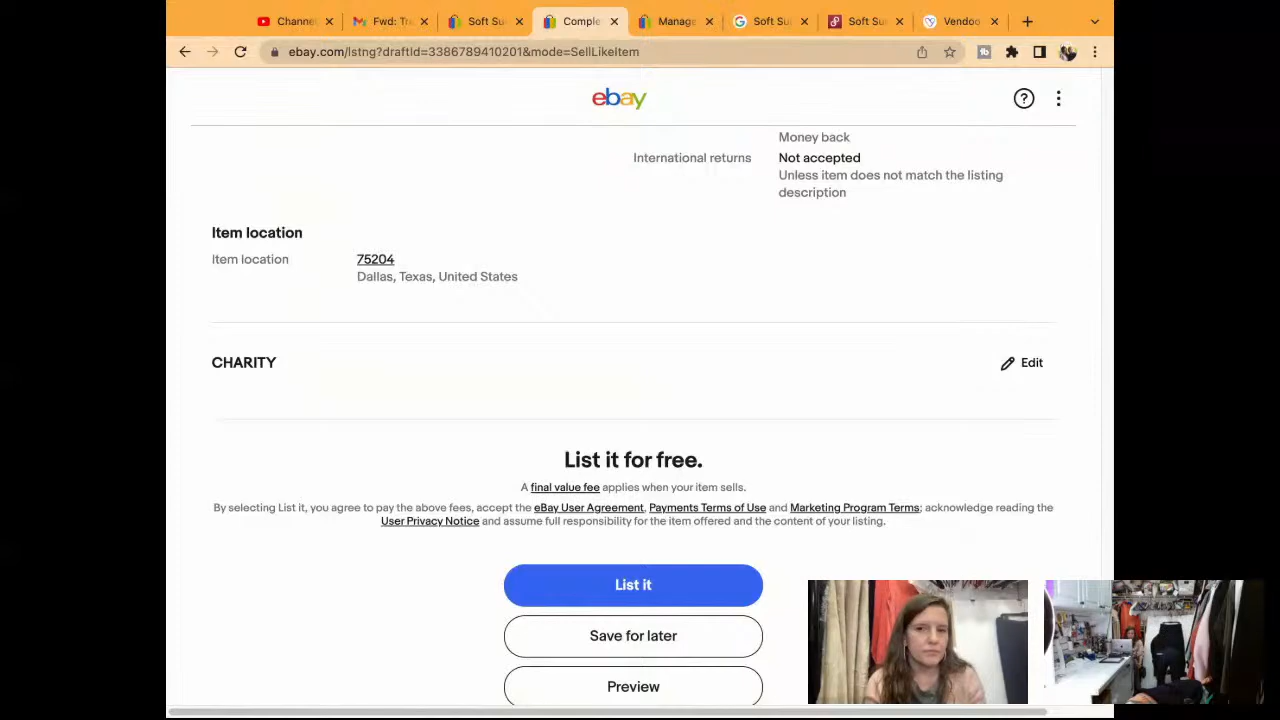 Channel
Fwd: Tr
Soft Su
Comple
Manage
Soft Su
Soft Su
Vendoo
ebay.com/lstng?draftId=3386789410201&mode=SellLikeItem
ebay
Money back
International returns
Not accepted
Unless item does not match the listing
description
Item location
Item location
75204
Dallas, Texas, United States
CHARITY
Edit
List it for free.
A final value fee applies when your item sells.
By selecting List it, you agree to pay the above fees, accept the eBay User Agreement, Payments Terms of Use and Marketing Program Terms; acknowledge reading the
User Privacy Notice and assume full responsibility for the item offered and the content of your listing.
List it
Save for later
Preview